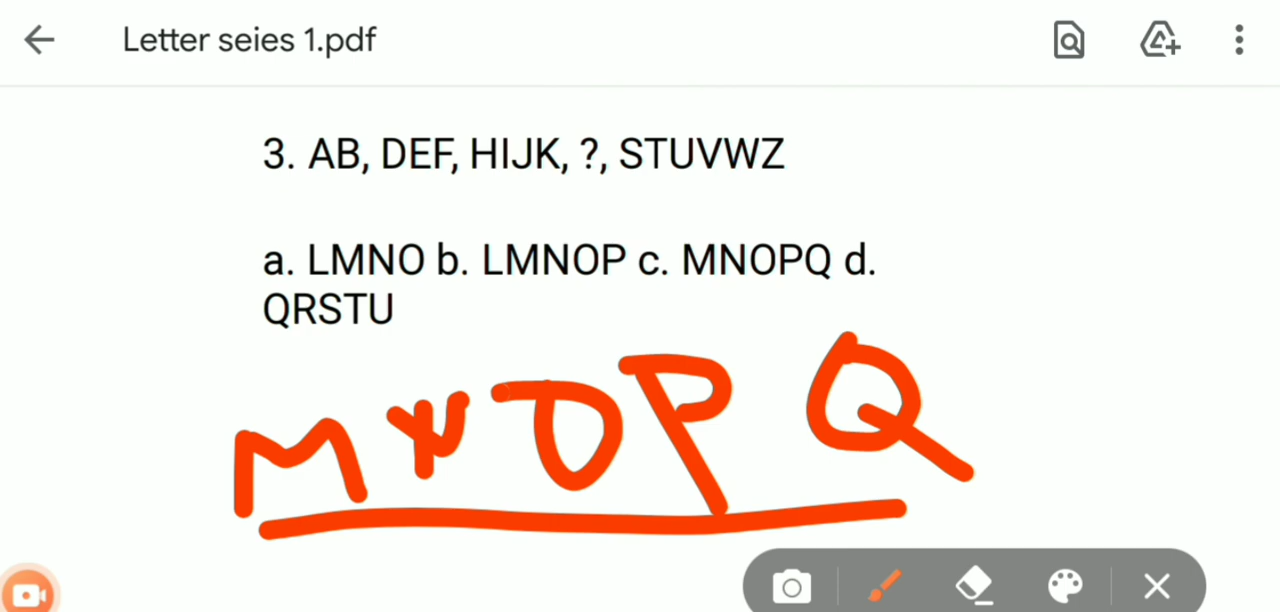 Letter seies 1.pdf
3. AB, DEF, HIJK, ?, STUVWZ
a. LMNO b. LMNOP c. MNOPQ d.
QRSTU
MNOPQ